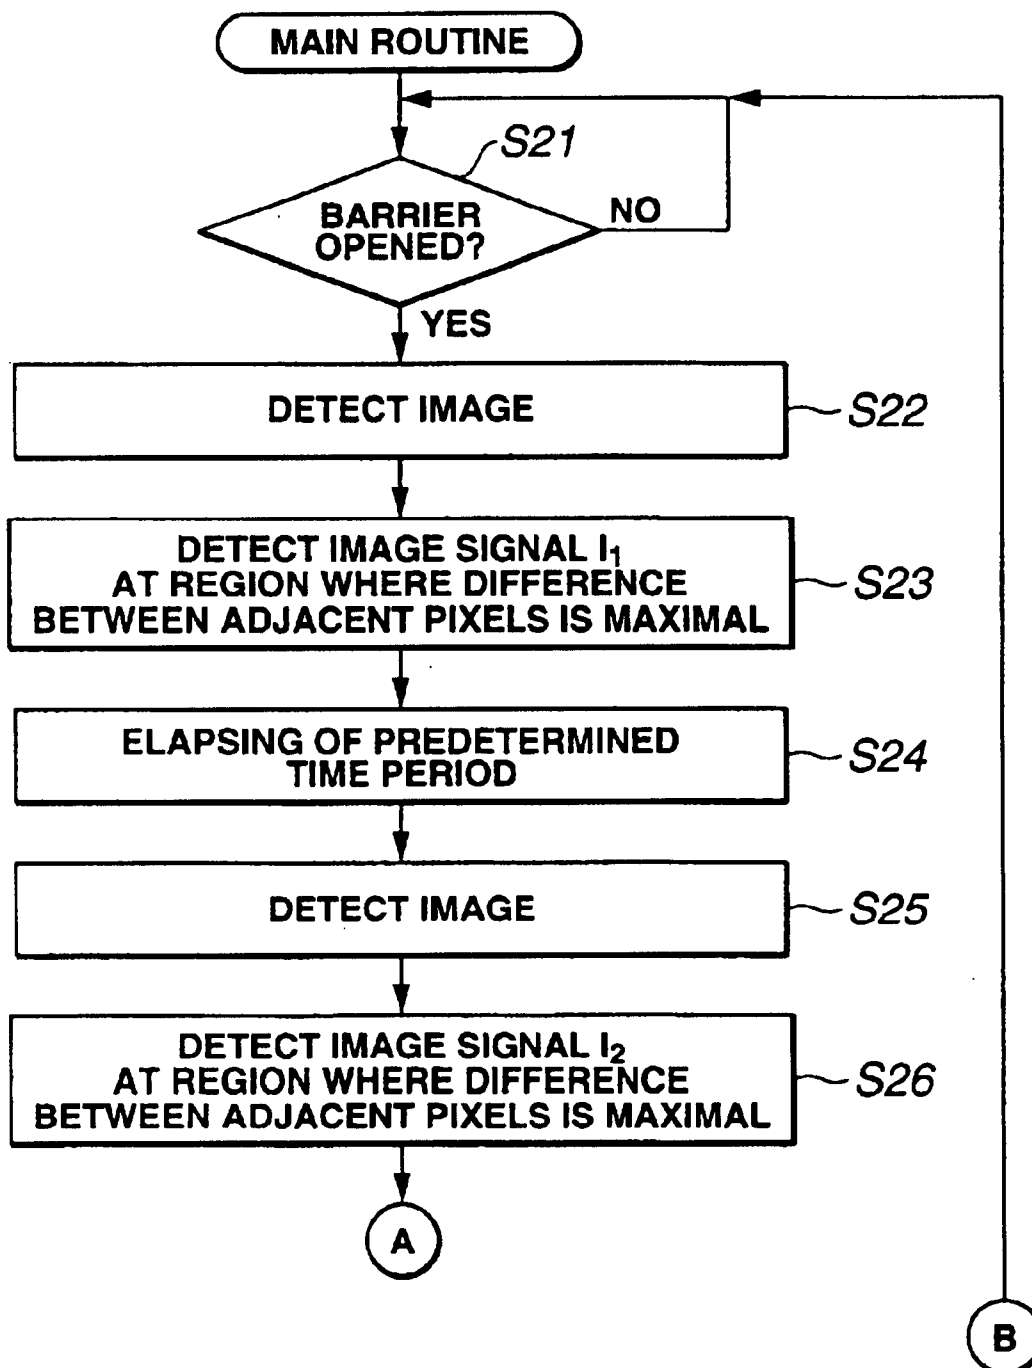 MAIN ROUTINE
S21
BARRIER
OPENED?
NO
YES
DETECT IMAGE
S22
DETECT IMAGE SIGNAL I₁
AT REGION WHERE DIFFERENCE
BETWEEN ADJACENT PIXELS IS MAXIMAL
S23
ELAPSING OF PREDETERMINED
TIME PERIOD
S24
DETECT IMAGE
S25
DETECT IMAGE SIGNAL I₂
AT REGION WHERE DIFFERENCE
BETWEEN ADJACENT PIXELS IS MAXIMAL
S26
A
B